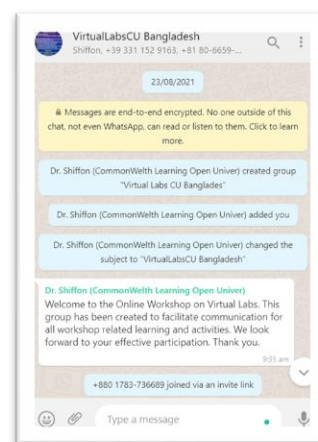 VirtualLabsCU Bangladesh
Shiffon, +39 331 152 9163, +81 80-6659-...
23/08/2021
Messages are end-to-end encrypted. No one outside of this
chat, not even WhatsApp, can read or listen to them. Click to learn
more.
Dr. Shiffon (CommonWelth Learning Open Univer) created group
"Virtual Labs CU Banglades"
Dr. Shiffon (CommonWelth Learning Open Univer) added you
Dr. Shiffon (CommonWelth Learning Open Univer) changed the
subject to "VirtualLabsCU Bangladesh"
Dr. Shiffon (CommonWelth Learning Open Univer)
Welcome to the Online Workshop on Virtual Labs. This
group has been created to facilitate communication for
all workshop related learning and activities. We look
forward to your effective participation. Thank you.
9:35 am
+880 1783-736689 joined via an invite link
Type a message